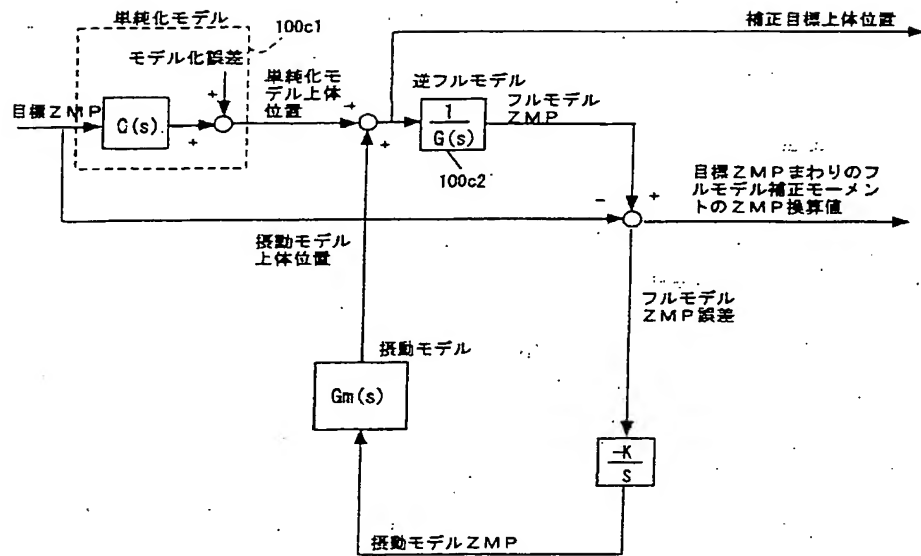 単純化モデル
100c1
モデル化誤差
+
目標ZMP
G(s)
+
単純化モ
デル上体
位置
+
+
補正目標上体位置
逆フルモデル
1
G(s)
100c2
フルモデル
ZMP
-
+
目標ZMPまわりのフ
ルモデル補正モーメン
トのZMP換算値
摂動モデル
上体位置
フルモデル
ZMP誤差
摂動モデル
Gm(s)
-K
S
摂動モデルZMP